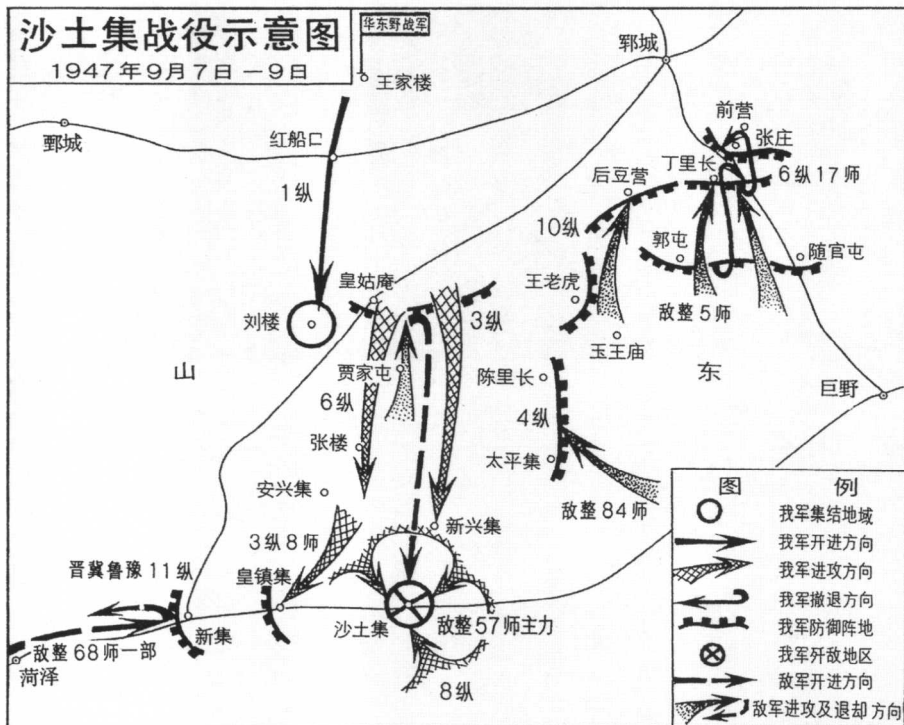 沙土集战役示意图
1947年9月7日－9日
华东野战军
王家楼
郓城
鄄城
红船口
前营
张庄
丁里长
6纵17师
1纵
后豆营
10纵
郭屯
随官屯
皇姑庵
王老虎
3纵
敌整5师
刘楼
玉王庙
山
贾家屯
陈里长
东
巨野
6纵
4纵
张楼
太平集
安兴集
敌整84师
新兴集
3纵8师
晋冀鲁豫11纵
皇镇集
新集
沙土集
敌整57师主力
敌整68师一部
菏泽
8纵
图例
我军集结地域
我军开进方向
我军进攻方向
我军撤退方向
我军防御阵地
我军歼敌地区
敌军开进方向
敌军进攻及退却方向